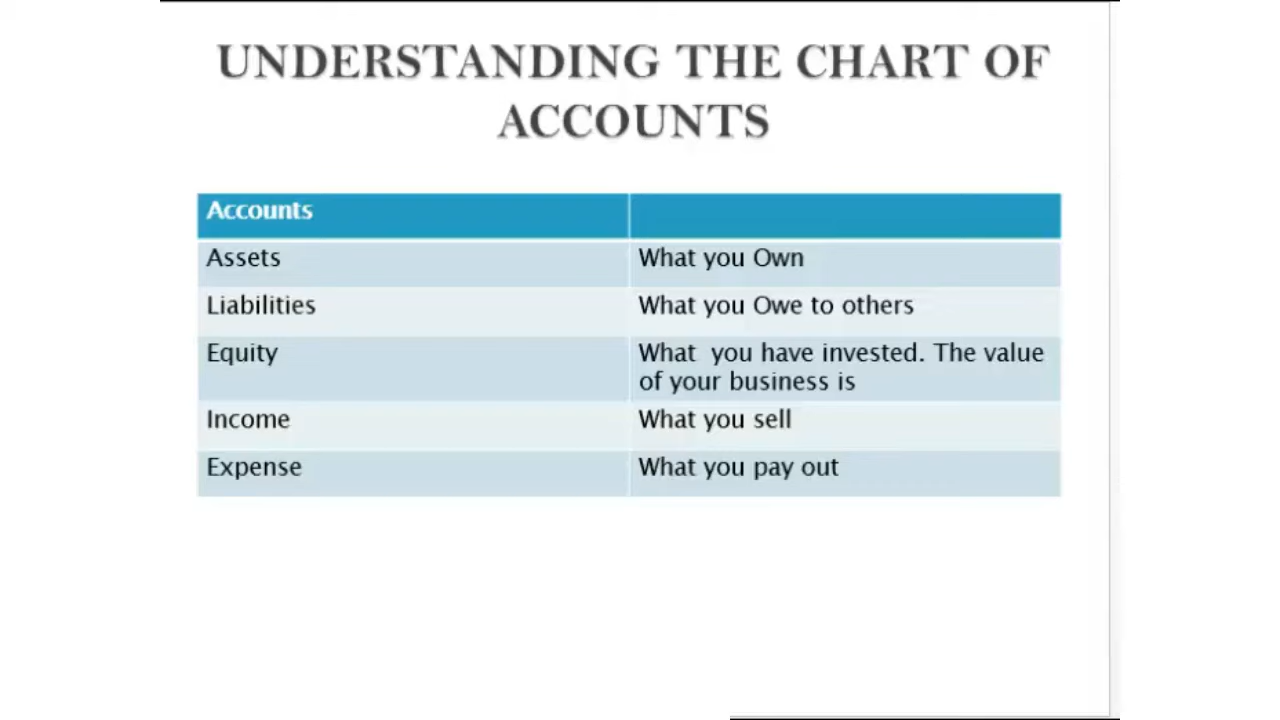 UNDERSTANDING THE CHART OF
ACCOUNTS
Accounts
Assets
What you Own
Liabilities
What you Owe to others
Equity
What  you have invested. The value
of your business is
Income
What you sell
Expense
What you pay out